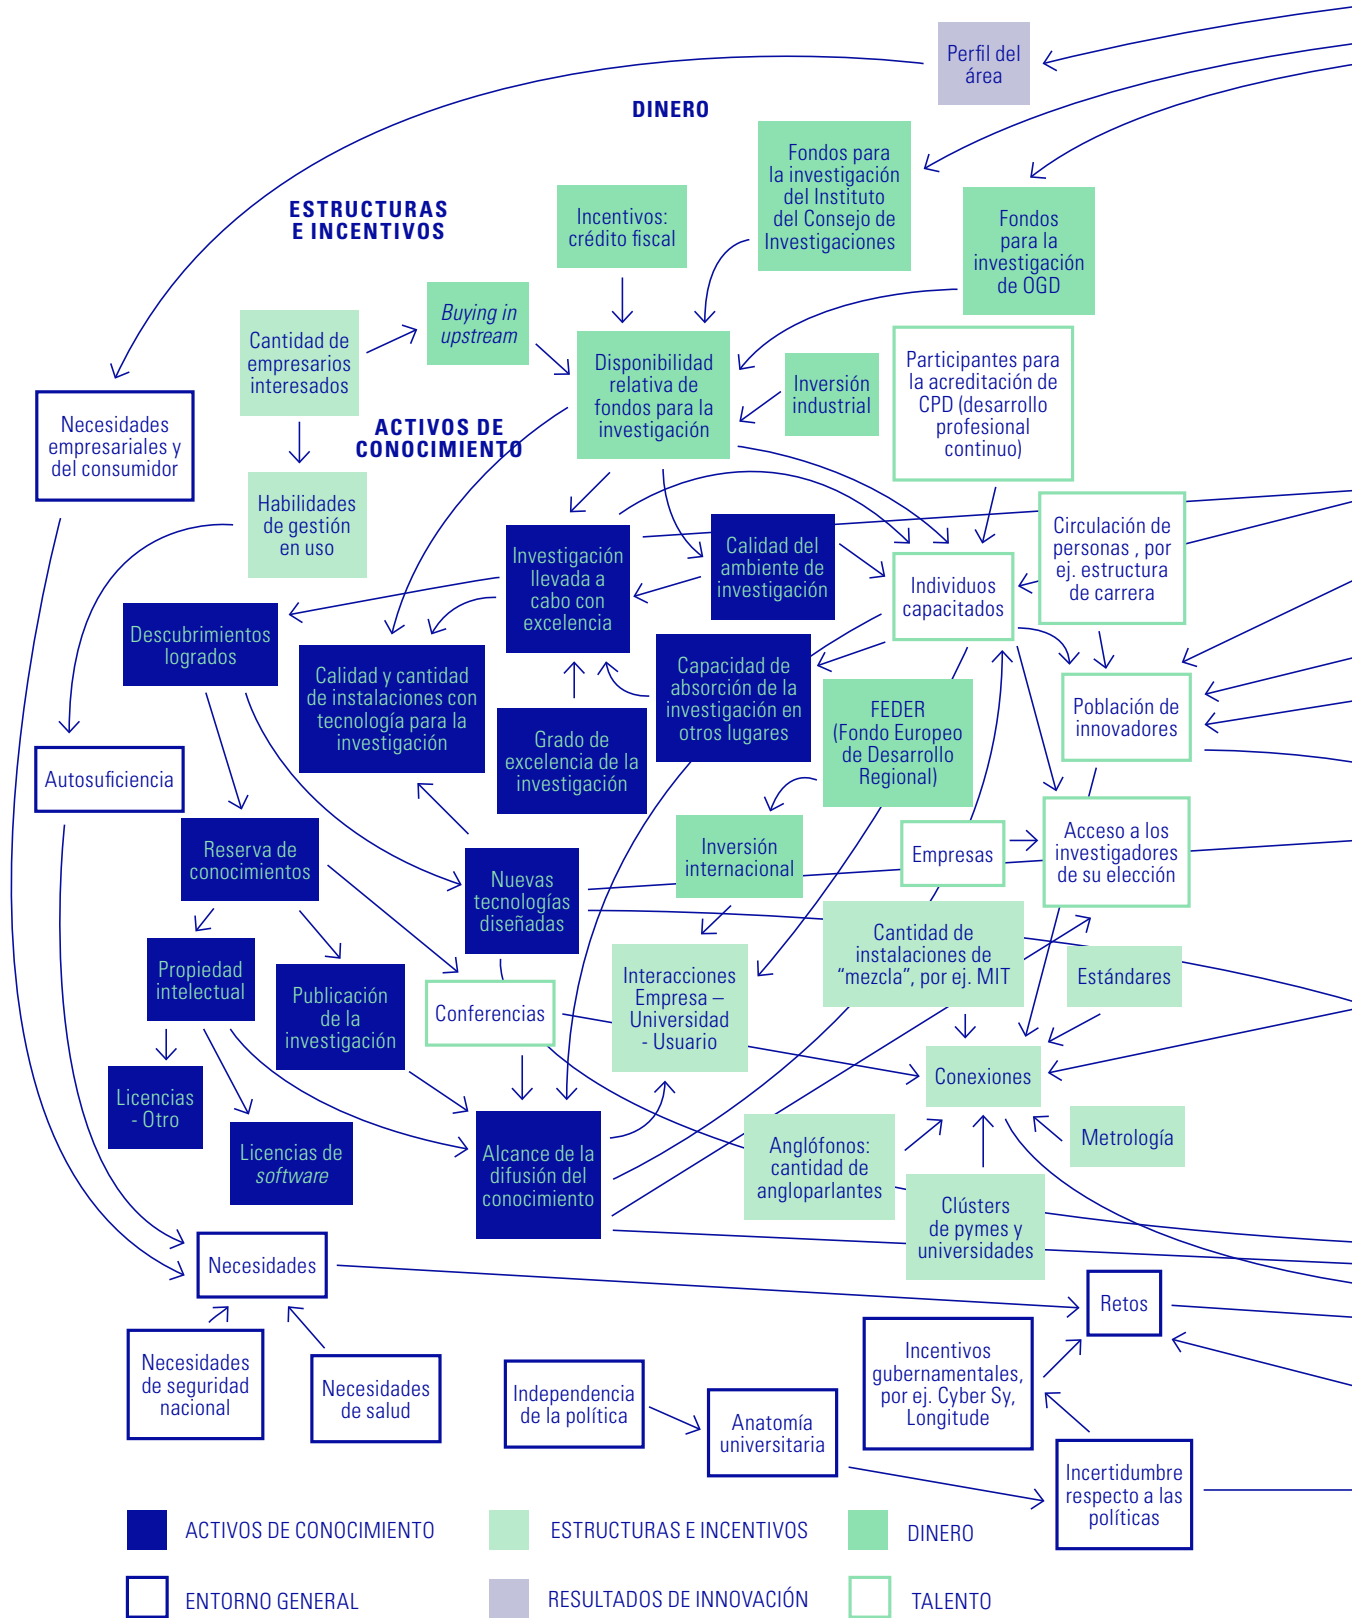 Perfil del
área
DINERO
Fondos para
la investigación
del Instituto
del Consejo de
Investigaciones
ESTRUCTURAS
E INCENTIVOS
Incentivos:
crédito fiscal
Fondos
para la
investigación
de OGD
Buying in
upstream
Cantidad de
empresarios
interesados
Disponibilidad
relativa de
fondos para la
investigación
Inversión
industrial
Participantes para
la acreditación de
CPD (desarrollo
profesional
continuo)
Necesidades
empresariales y
del consumidor
ACTIVOS DE
CONOCIMIENTO
Habilidades
de gestión
en uso
Investigación
llevada a
cabo con
excelencia
Calidad del
ambiente de
investigación
Circulación de
personas , por
ej. estructura
de carrera
Individuos
capacitados
Descubrimientos
logrados
Calidad y cantidad
de instalaciones con
tecnología para la
investigación
Capacidad de
absorción de la
investigación en
otros lugares
FEDER
(Fondo Europeo
de Desarrollo
Regional)
Población de
innovadores
Grado de
excelencia de la
investigación
Autosuficiencia
Reserva de
conocimientos
Nuevas
tecnologías
diseñadas
Inversión
internacional
Empresas
Acceso a los
investigadores
de su elección
Cantidad de
instalaciones de
“mezcla”, por ej. MIT
Estándares
Propiedad
intelectual
Publicación
de la
investigación
Conferencias
Interacciones
Empresa –
Universidad
- Usuario
Conexiones
Licencias
- Otro
Licencias de
software
Alcance de la
difusión del
conocimiento
Anglófonos:
cantidad de
angloparlantes
Metrología
Clústers
de pymes y
universidades
Necesidades
Retos
Necesidades
de seguridad
nacional
Necesidades
de salud
Independencia
de la política
Anatomía
universitaria
Incentivos
gubernamentales,
por ej. Cyber Sy,
Longitude
Incertidumbre
respecto a las
políticas
ACTIVOS DE CONOCIMIENTO
ESTRUCTURAS E INCENTIVOS
DINERO
ENTORNO GENERAL
RESULTADOS DE INNOVACIÓN
TALENTO